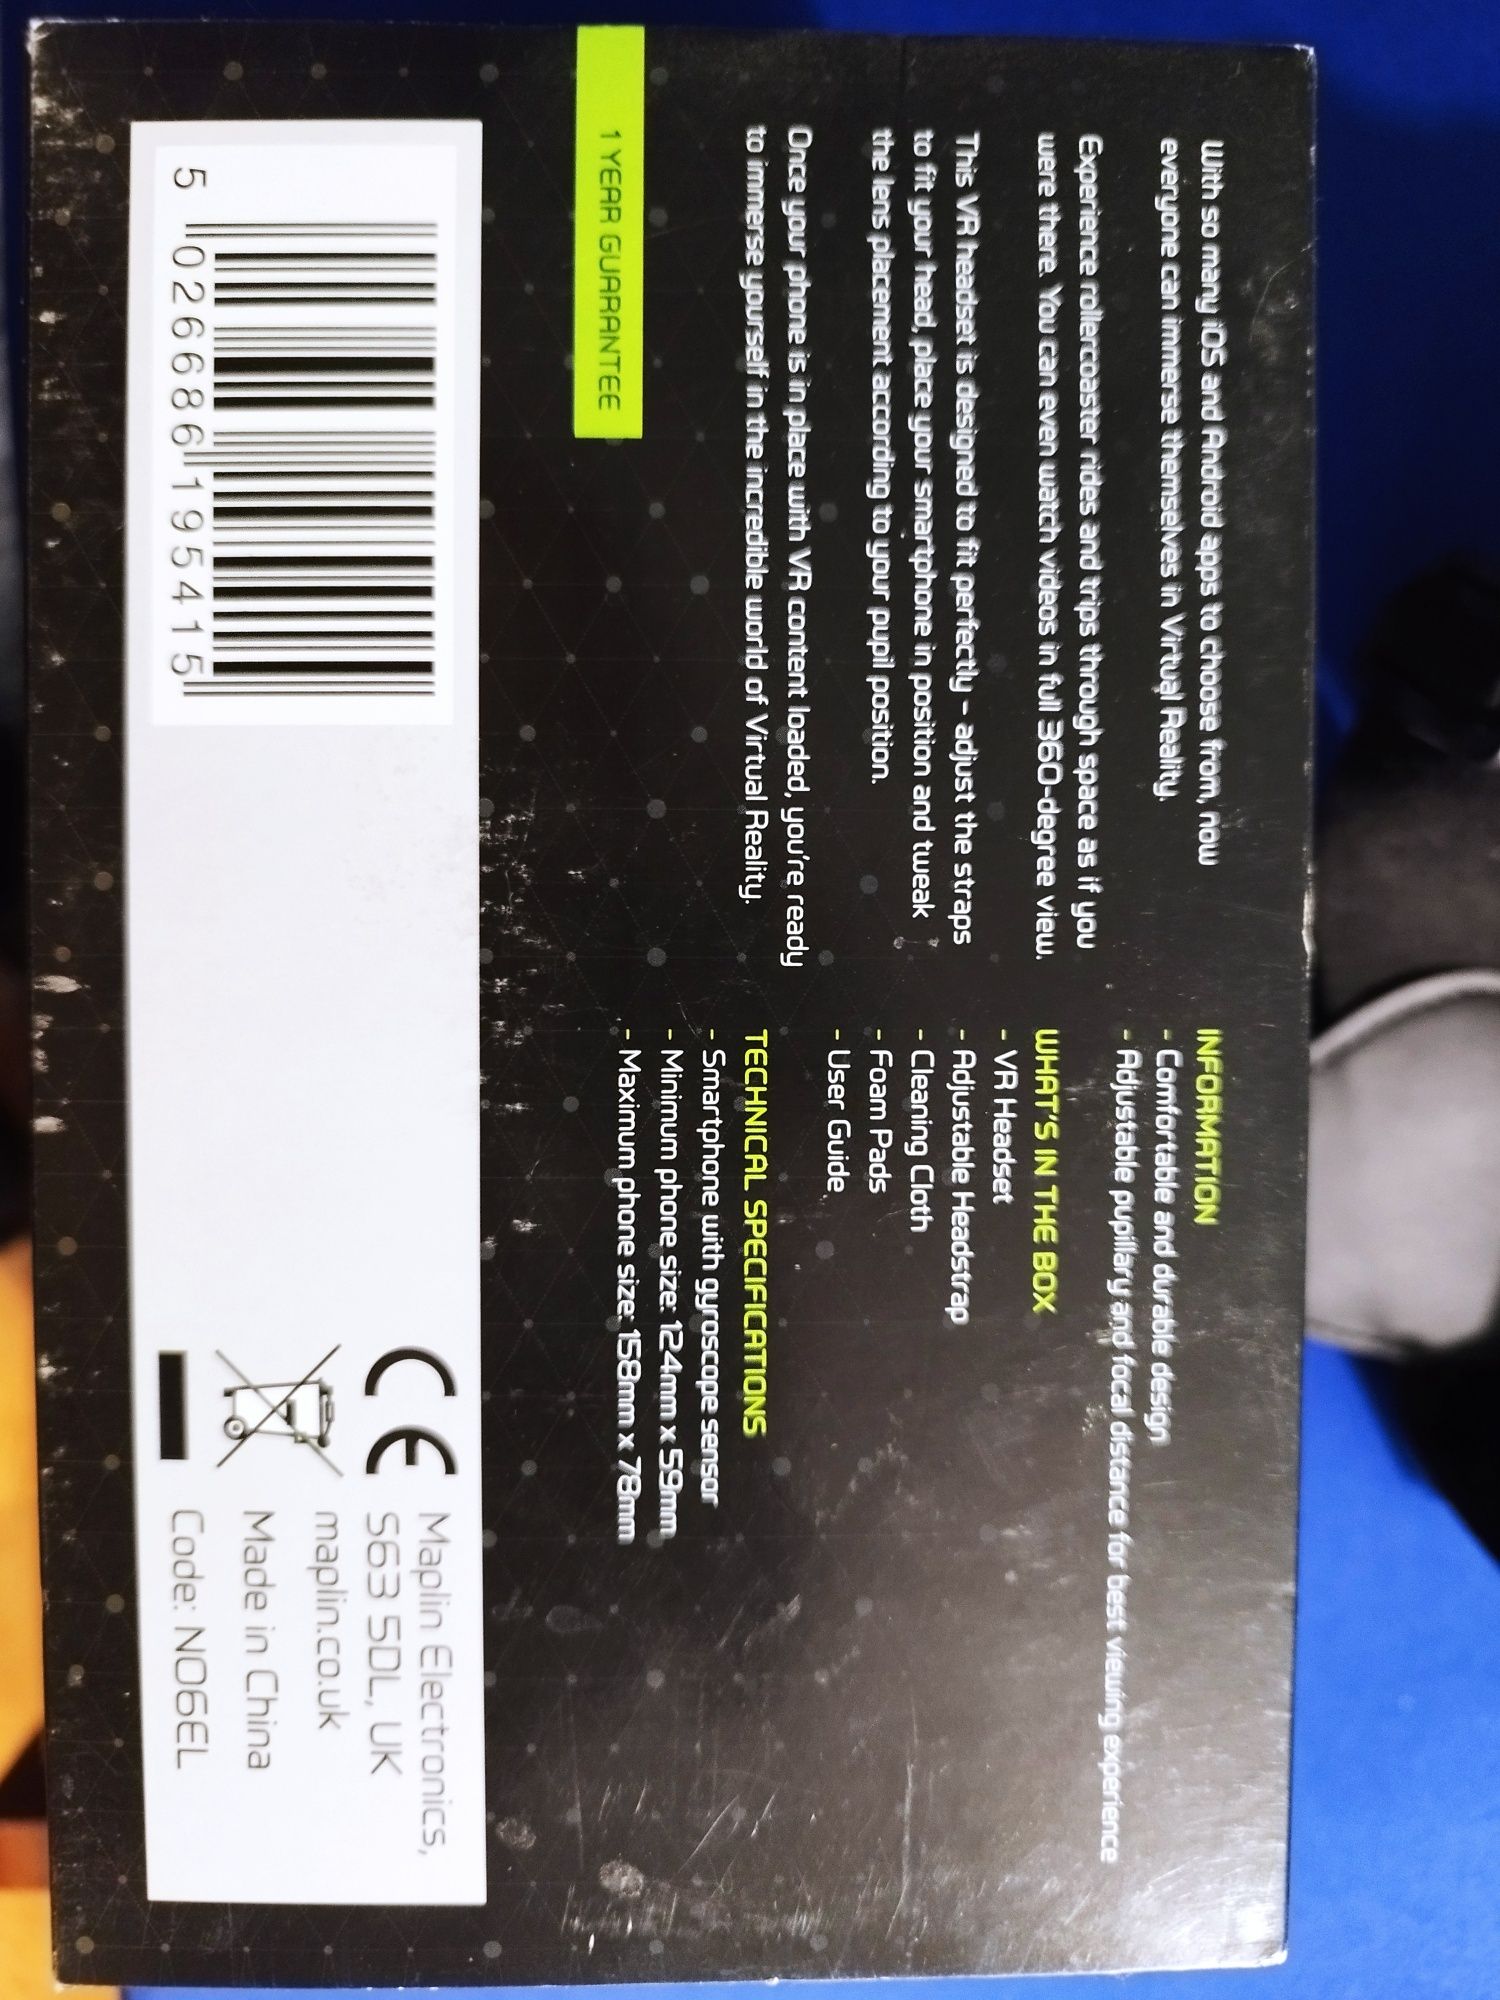 With so many iOS and Android apps to choose from, now
everyone can immerse themselves in Virtual Reality.
Experience rollercoaster rides and trips through space as if you
were there. You can even watch videos in full 360-degree view.
This VR headset is designed to fit perfectly – adjust the straps
to fit your head, place your smartphone in position and tweak
the lens placement according to your pupil position.
Once your phone is in place with VR content loaded, you're ready
to immerse yourself in the incredible world of Virtual Reality.
1 YEAR GUARANTEE
INFORMATION
- Comfortable and durable design
- Adjustable pupillary and focal distance for best viewing experience
WHAT'S IN THE BOX
- VR Headset
- Adjustable Headstrap
- Cleaning Cloth
- Foam Pads
- User Guide
TECHNICAL SPECIFICATIONS
- Smartphone with gyroscope sensor
- Minimum phone size: 124mm x 59mm
- Maximum phone size: 158mm x 78mm
5 026686 195415
CE
Maplin Electronics,
S63 5DL, UK
maplin.co.uk
Made in China
Code: N06EL